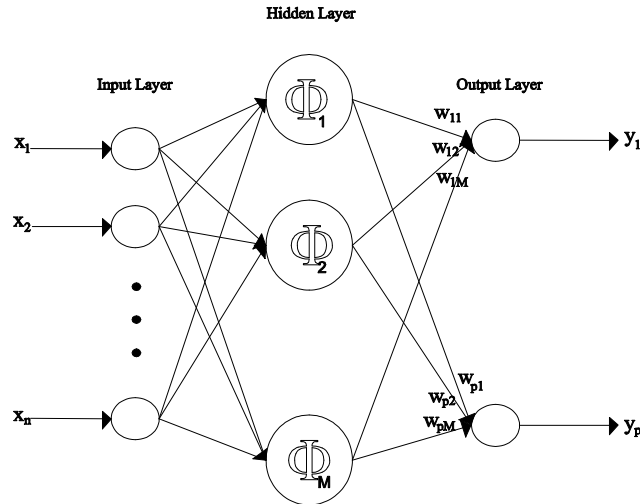 Hidden Layer
Input Layer
Output Layer
Φ1
x1
w11
w12
w1M
y1
x2
Φ2
wp1
wp2
wpM
xn
yp
ΦM